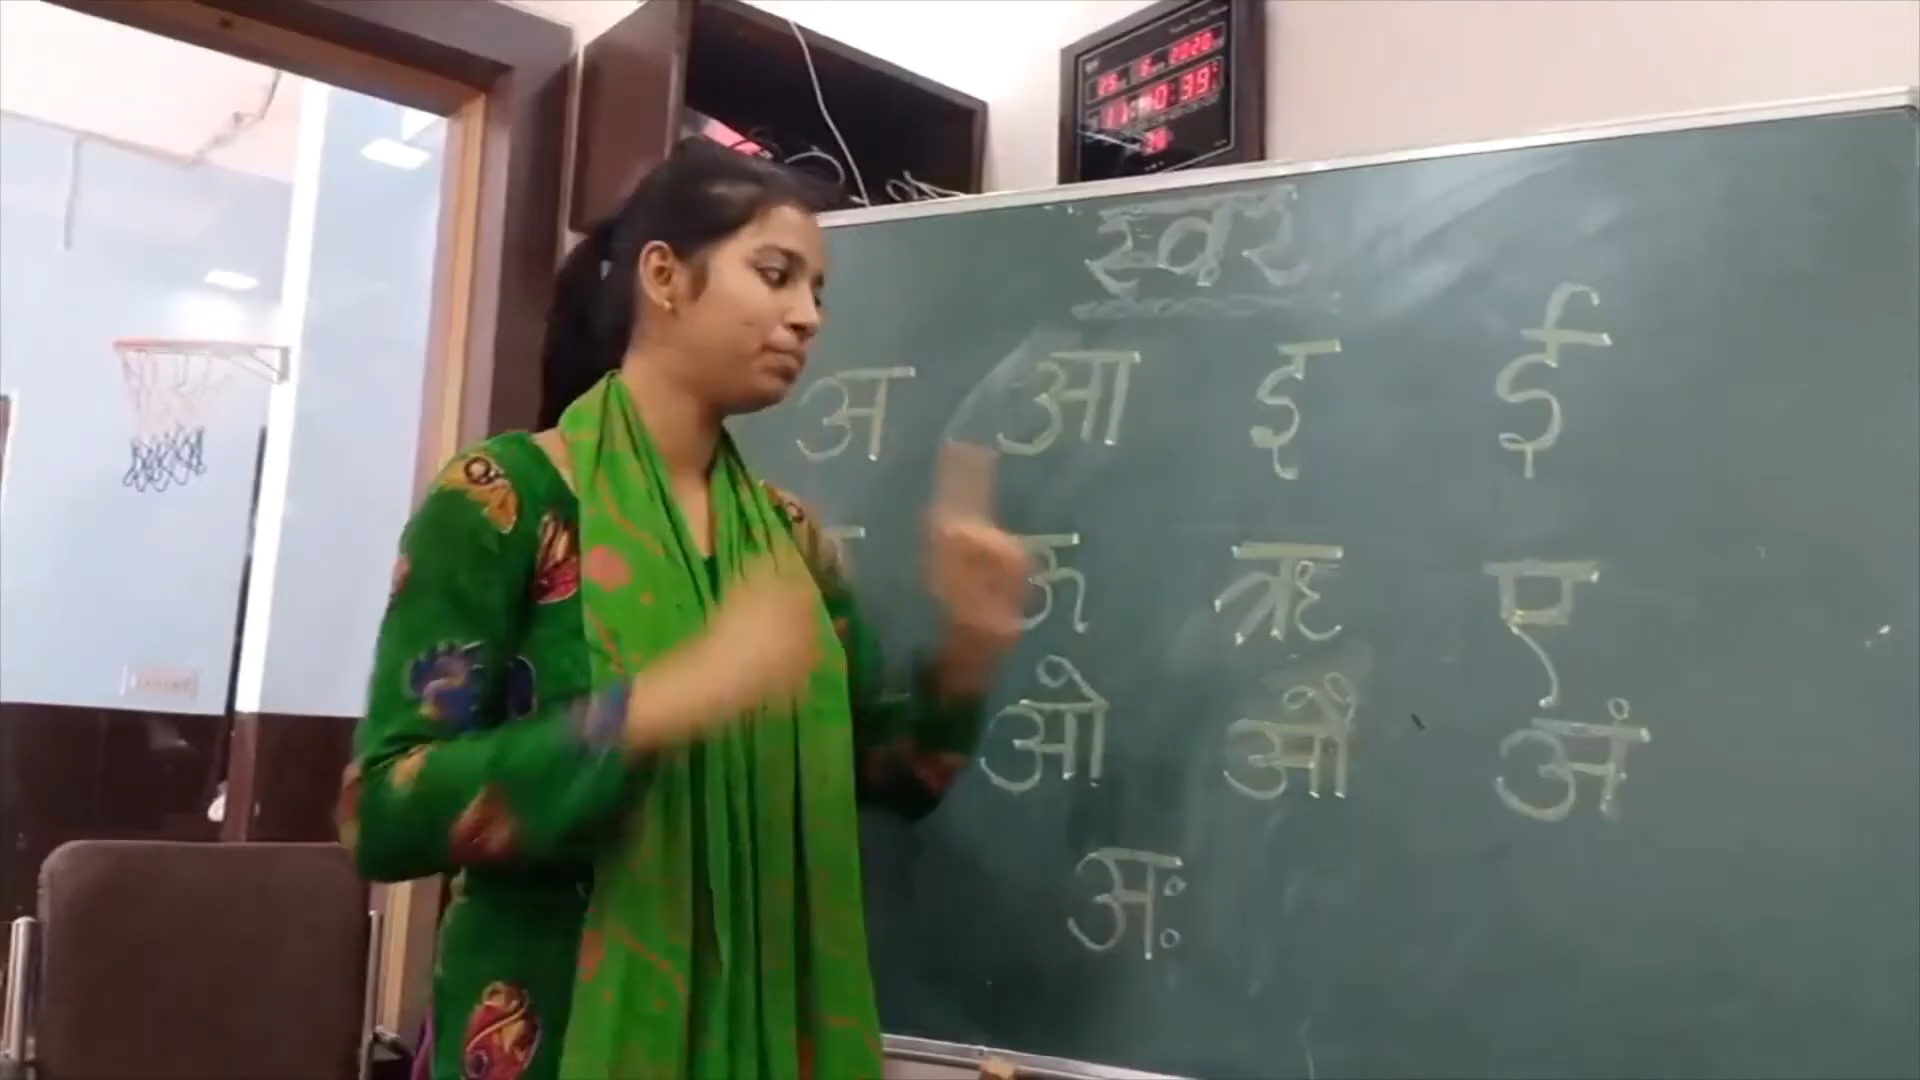 स्वर
अ आ इ ई
ऊ ऋ ए
ओ औ अं
अः